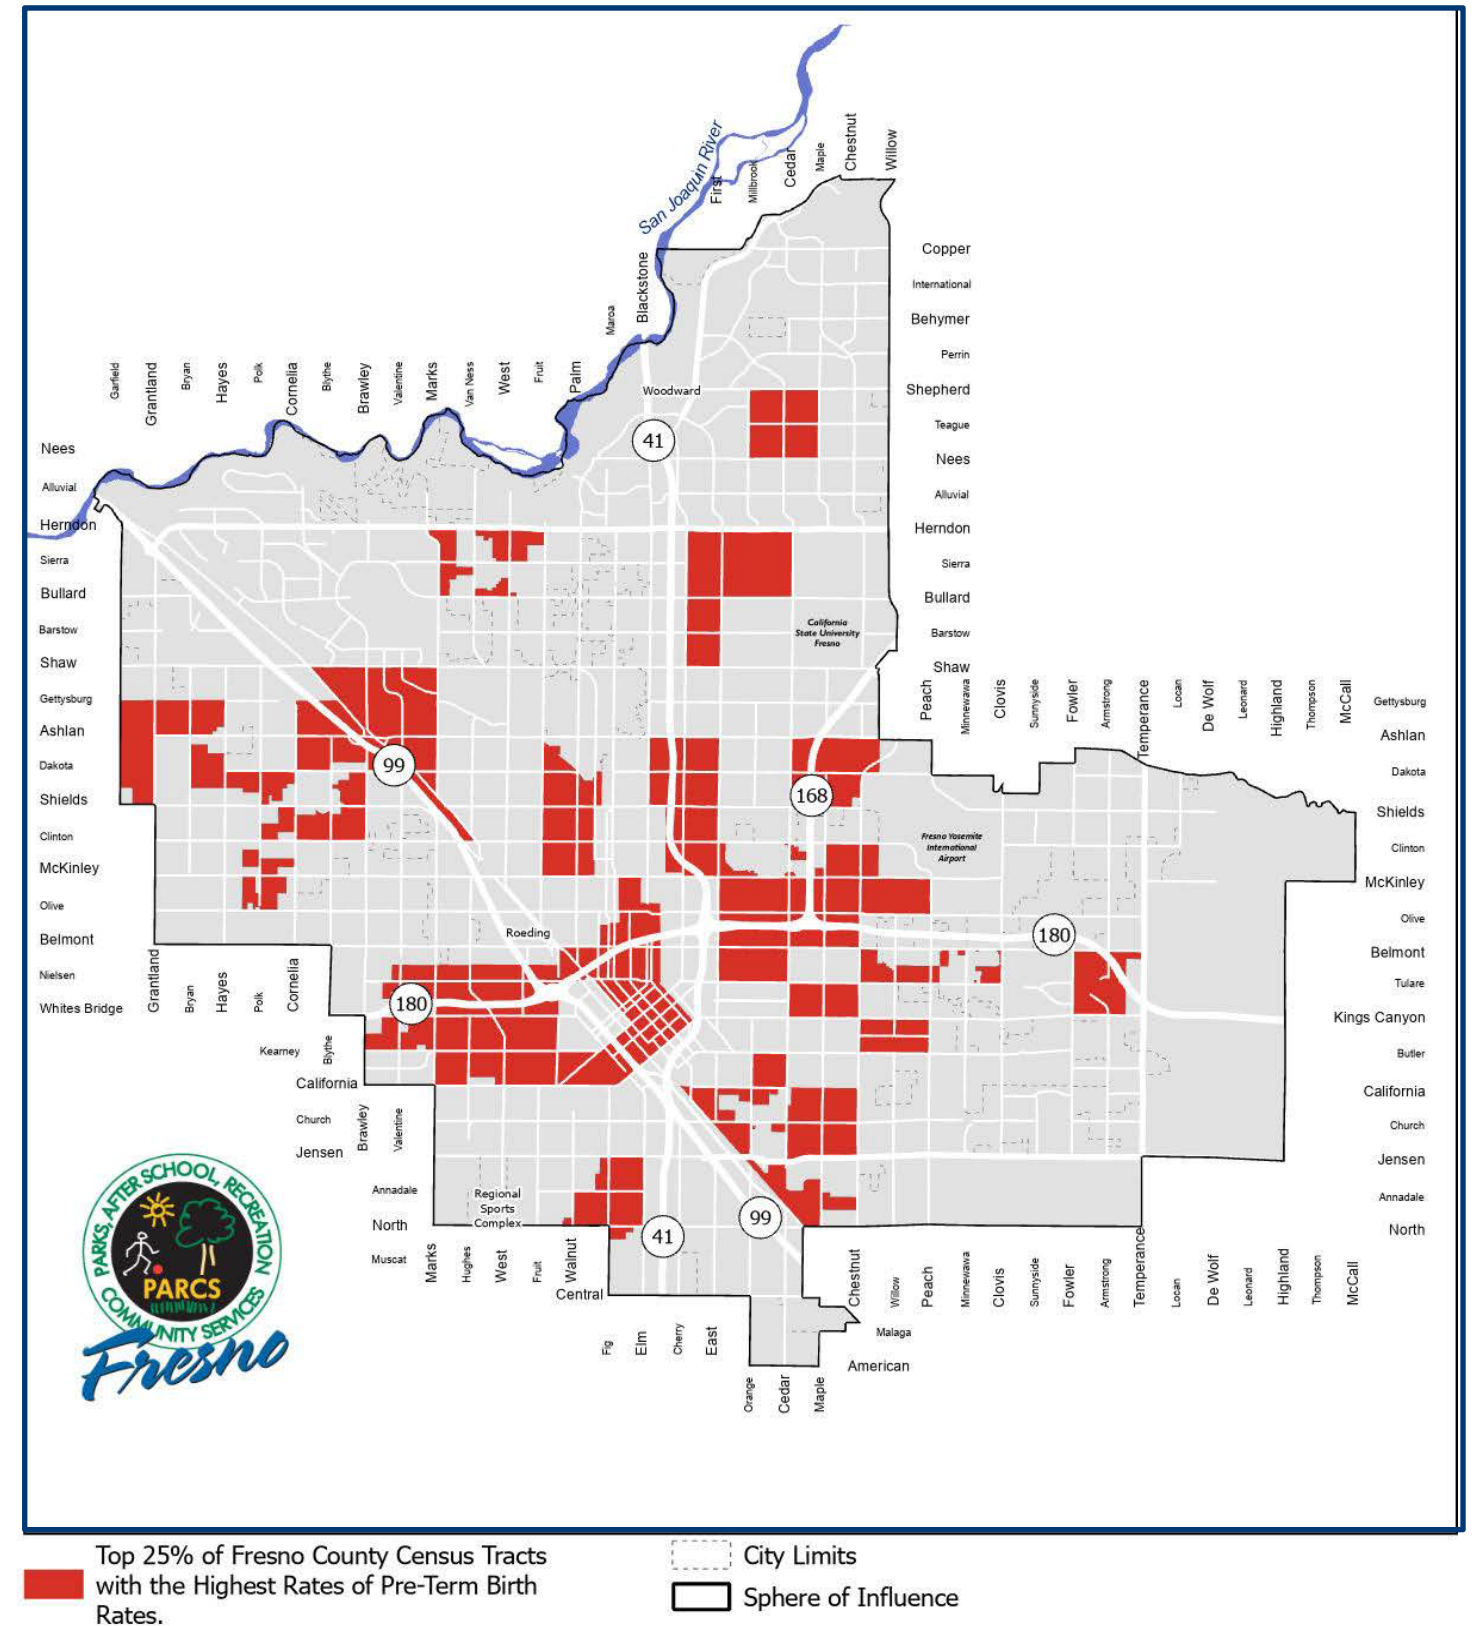 San Joaquin River
First
Millbrook
Cedar
Maple
Chestnut
Willow
Copper
International
Behymer
Perrin
Shepherd
Teague
Nees
Alluvial
Herndon
Sierra
Bullard
Barstow
Shaw
Blackstone
Maroa
Garfield
Grantland
Bryan
Hayes
Polk
Cornelia
Blythe
Brawley
Valentine
Marks
Van Ness
West
Fruit
Palm
Woodward
41
Nees
Alluvial
Herndon
Sierra
Bullard
Barstow
Shaw
Gettysburg
Ashlan
Dakota
Shields
Clinton
McKinley
Olive
Belmont
Nielsen
Whites Bridge
California
State University
Fresno
Peach
Minnewawa
Clovis
Sunnyside
Fowler
Armstrong
Temperance
Locan
De Wolf
Leonard
Highland
Thompson
McCall
Gettysburg
Ashlan
Dakota
Shields
Clinton
McKinley
Olive
Belmont
Tulare
Kings Canyon
Butler
California
Church
Jensen
Annadale
North
99
168
Fresno Yosemite
International
Airport
Roeding
180
180
Grantland
Bryan
Hayes
Polk
Cornelia
Kearney
Blythe
California
Church
Brawley
Valentine
Jensen
Annadale
North
Muscat
Regional
Sports
Complex
41
99
Marks
Hughes
West
Fruit
Walnut
Central
Fig
Elm
Cherry
East
Orange
Cedar
Maple
Chestnut
Willow
Peach
Minnewawa
Clovis
Sunnyside
Fowler
Armstrong
Temperance
Locan
De Wolf
Leonard
Highland
Thompson
McCall
Malaga
American
PARKS, AFTER SCHOOL, RECREATION
PARCS
COMMUNITY SERVICES
Fresno
Top 25% of Fresno County Census Tracts
with the Highest Rates of Pre-Term Birth
Rates.
City Limits
Sphere of Influence